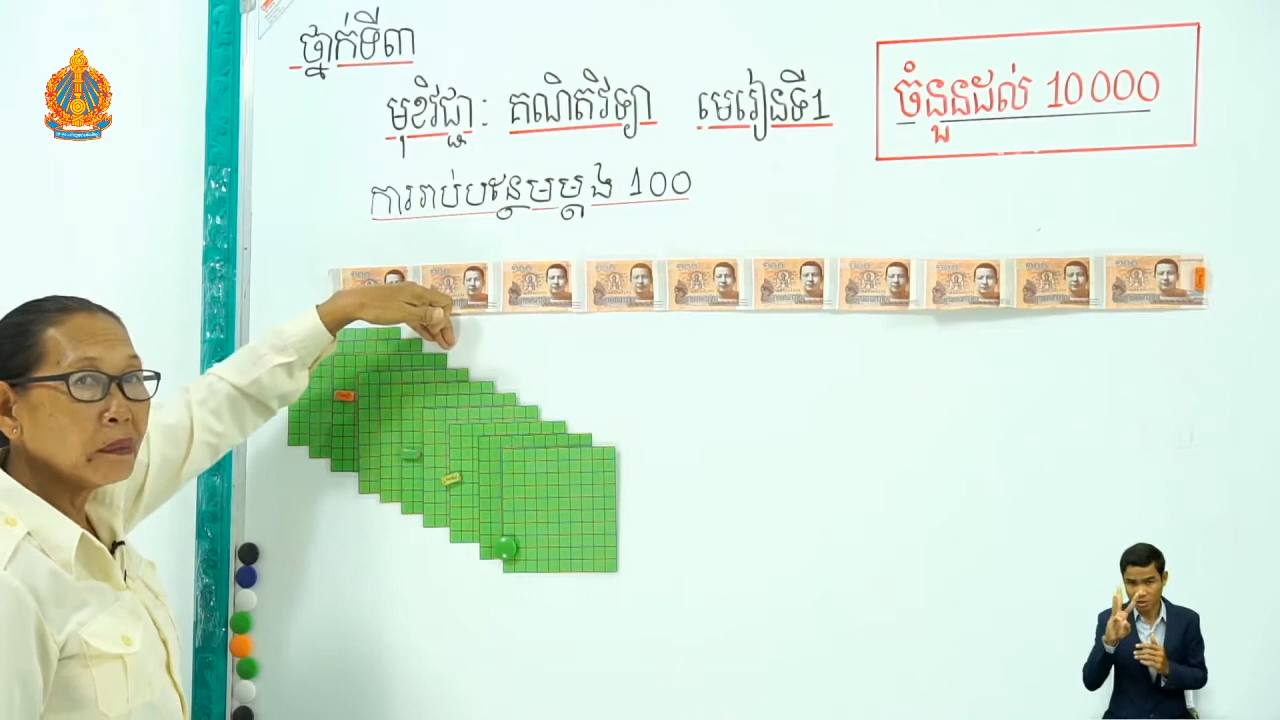 ថ្នាក់ទី៣
មុខវិជ្ជា: គណិតវិទ្យា មេរៀនទី1
ចំនួនដល់ 10000
ការរាប់បន្ថែមម្តង 100